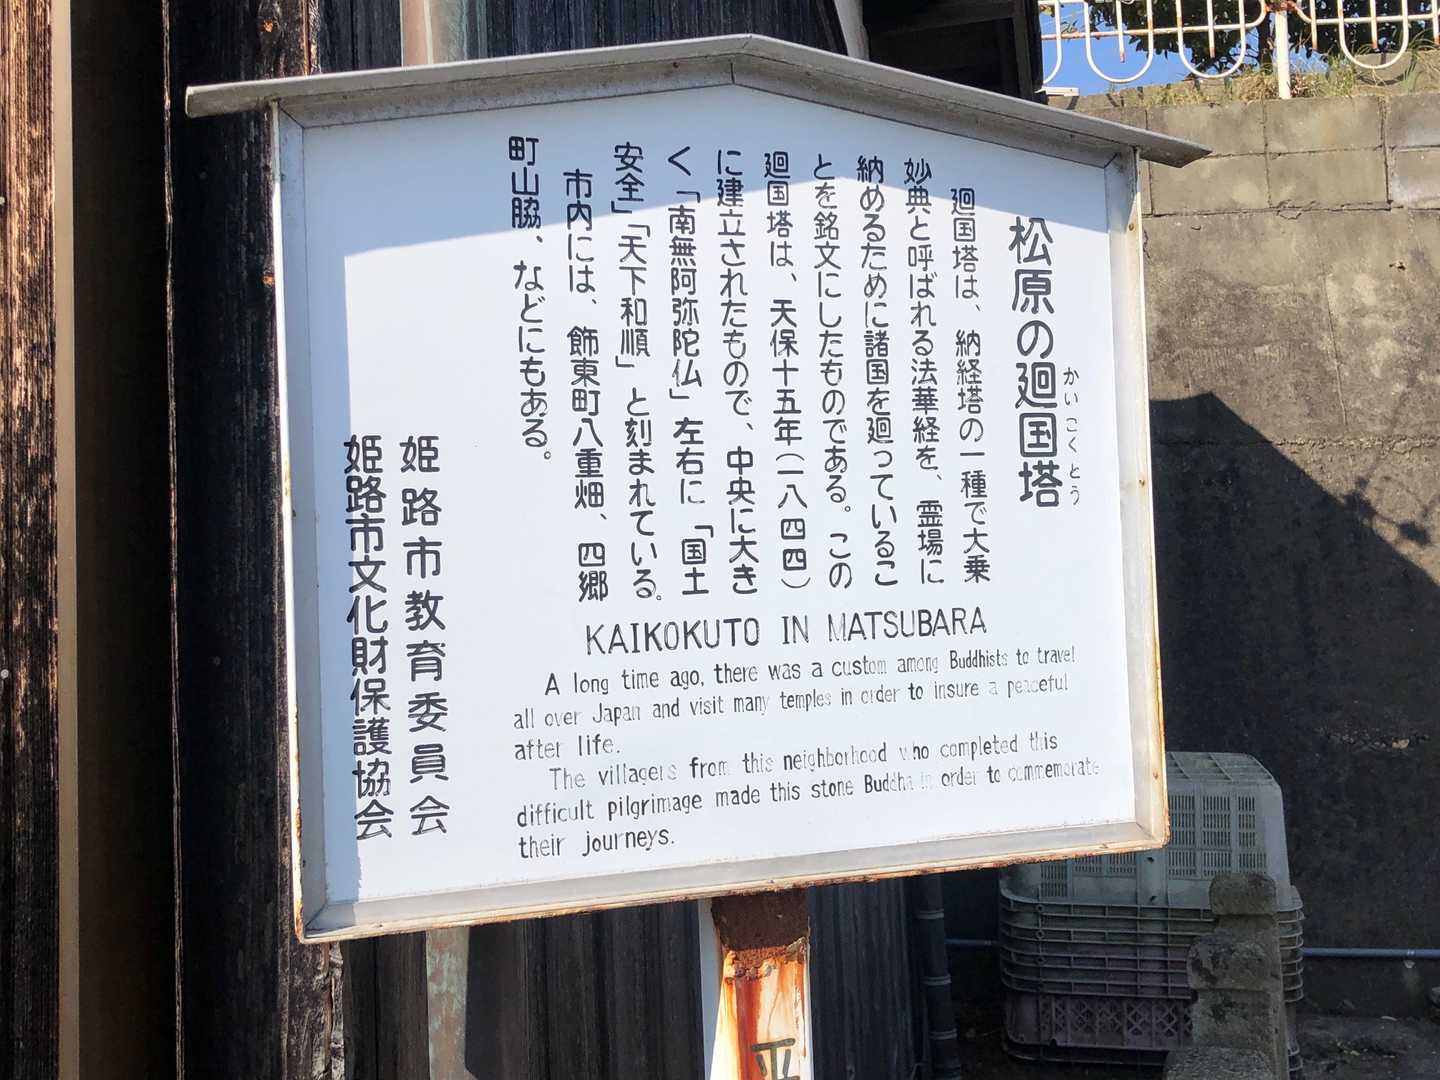 松原の廻国塔
かいこくとう
廻国塔は、納経塔の一種で大乗
妙典と呼ばれる法華経を、霊場に
納めるために諸国を廻っているこ
とを銘文にしたものである。この
廻国塔は、天保十五年(一八四四)
に建立されたもので、中央に大き
く「南無阿弥陀仏」左右に「国土
安全」「天下和順」と刻まれている。
市内には、飾東町八重畑、四郷
町山脇、などにもある。
姫路市教育委員会
姫路市文化財保護協会
KAIKOKUTO IN MATSUBARA
A long time ago, there was a custom among Buddhists to travel
all over Japan and visit many temples in order to insure a peaceful
after life.
The villagers from this neighborhood who completed this
difficult pilgrimage made this stone Buddha in order to commemorate
their journeys.
平